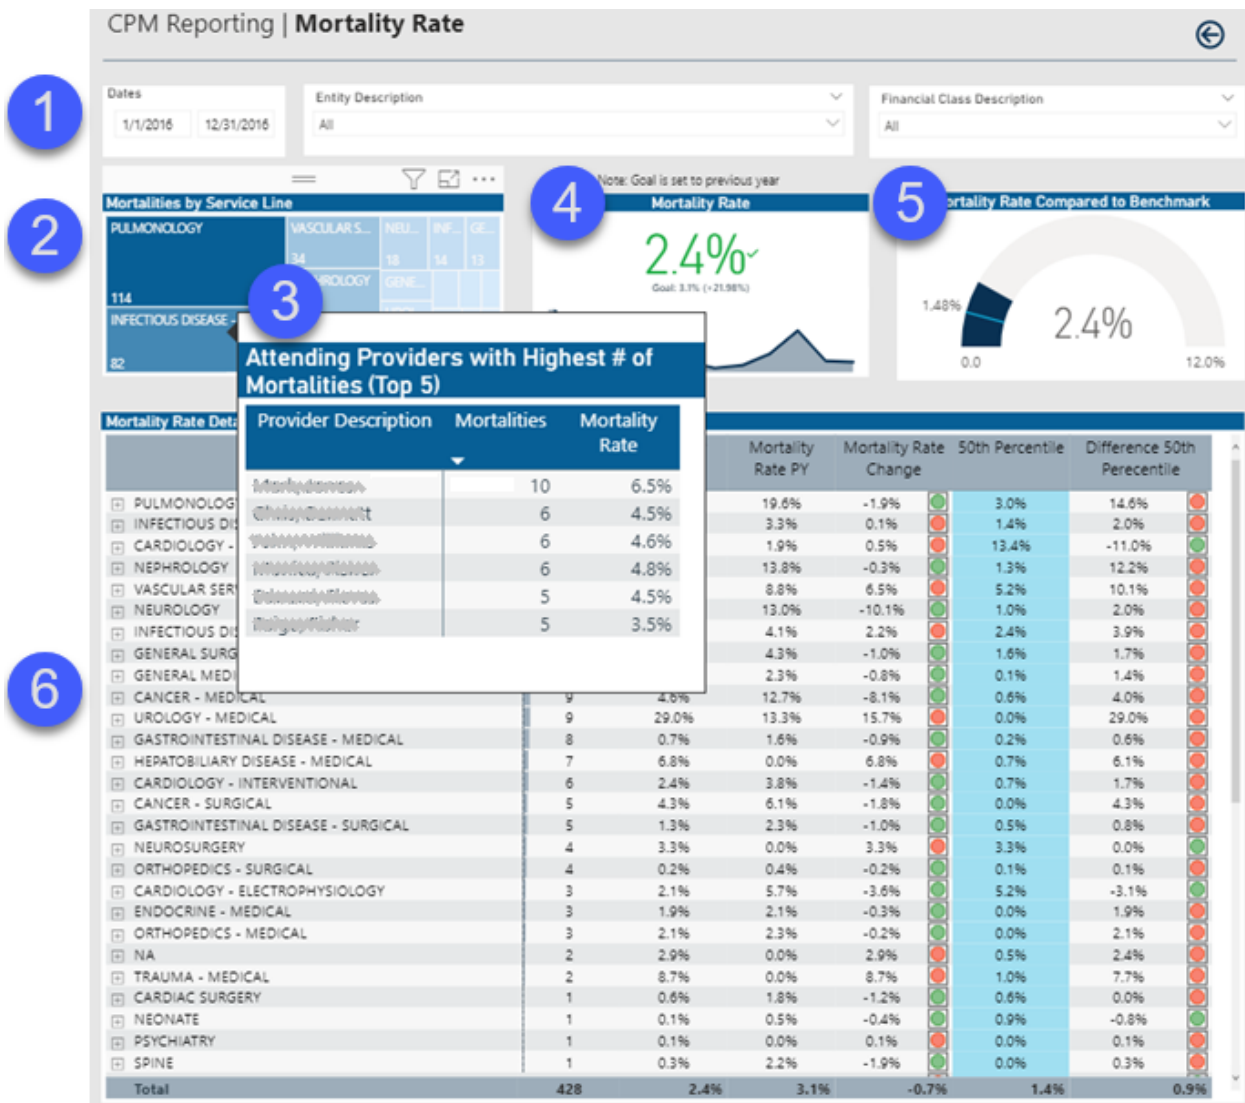 CPM Reporting | Mortality Rate
1
Dates
1/1/2016 12/31/2016
Entity Description
All
Financial Class Description
All
2
Mortalities by Service Line
PULMONOLOGY
114
VASCULAR S...
34
NEU...
18
INF...
14
GE...
13
GENE...
INFECTIOUS DISEASE -
82
3
Attending Providers with Highest # of
Mortalities (Top 5)
Provider Description Mortalities Mortality
Rate
10 6.5%
6 4.5%
6 4.6%
6 4.8%
5 4.5%
5 3.5%
4
Note: Goal is set to previous year
Mortality Rate
2.4%
Goal: 3.1% (+21.98%)
5
ortality Rate Compared to Benchmark
1.48%
2.4%
0.0 12.0%
6
Mortality Rate Deta
Mortality Rate PY Mortality Rate Change 50th Percentile Difference 50th Perecentile
PULMONOLOG 19.6% -1.9% 3.0% 14.6%
INFECTIOUS DIS 3.3% 0.1% 1.4% 2.0%
CARDIOLOGY - 1.9% 0.5% 13.4% -11.0%
NEPHROLOGY 13.8% -0.3% 1.3% 12.2%
VASCULAR SER 8.8% 6.5% 5.2% 10.1%
NEUROLOGY 13.0% -10.1% 1.0% 2.0%
INFECTIOUS DIS 4.1% 2.2% 2.4% 3.9%
GENERAL SURG 4.3% -1.0% 1.6% 1.7%
GENERAL MEDI 2.3% -0.8% 0.1% 1.4%
CANCER - MEDICAL 9 4.6% 12.7% -8.1% 0.6% 4.0%
UROLOGY - MEDICAL 9 29.0% 13.3% 15.7% 0.0% 29.0%
GASTROINTESTINAL DISEASE - MEDICAL 8 0.7% 1.6% -0.9% 0.2% 0.6%
HEPATOBILIARY DISEASE - MEDICAL 7 6.8% 0.0% 6.8% 0.7% 6.1%
CARDIOLOGY - INTERVENTIONAL 6 2.4% 3.8% -1.4% 0.7% 1.7%
CANCER - SURGICAL 5 4.3% 6.1% -1.8% 0.0% 4.3%
GASTROINTESTINAL DISEASE - SURGICAL 5 1.3% 2.3% -1.0% 0.5% 0.8%
NEUROSURGERY 4 3.3% 0.0% 3.3% 3.3% 0.0%
ORTHOPEDICS - SURGICAL 4 0.2% 0.4% -0.2% 0.1% 0.1%
CARDIOLOGY - ELECTROPHYSIOLOGY 3 2.1% 5.7% -3.6% 5.2% -3.1%
ENDOCRINE - MEDICAL 3 1.9% 2.1% -0.3% 0.0% 1.9%
ORTHOPEDICS - MEDICAL 3 2.1% 2.3% -0.2% 0.0% 2.1%
NA 2 2.9% 0.0% 2.9% 0.5% 2.4%
TRAUMA - MEDICAL 2 8.7% 0.0% 8.7% 1.0% 7.7%
CARDIAC SURGERY 1 0.6% 1.8% -1.2% 0.6% 0.0%
NEONATE 1 0.1% 0.5% -0.4% 0.9% -0.8%
PSYCHIATRY 1 0.1% 0.0% 0.1% 0.0% 0.1%
SPINE 1 0.3% 2.2% -1.9% 0.0% 0.3%
Total 428 2.4% 3.1% -0.7% 1.4% 0.9%